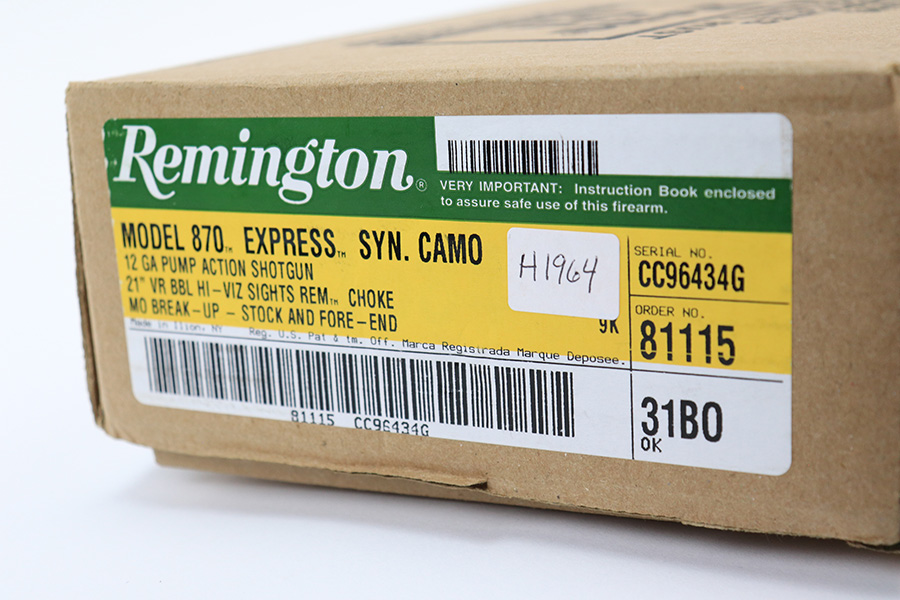 Remington®
VERY IMPORTANT: Instruction Book enclosed
to assure safe use of this firearm.
MODEL 870™ EXPRESS™ SYN. CAMO
12 GA PUMP ACTION SHOTGUN
21" VR BBL HI-VIZ SIGHTS REM™ CHOKE
MO BREAK-UP - STOCK AND FORE-END
H1964
9K
Made in Ilion, NY Reg. U.S. Pat & tm. Off. Marca Registrada Marque Deposee.
81115 CC96434G
SERIAL NO.
CC96434G
ORDER NO.
81115
31BO
OK